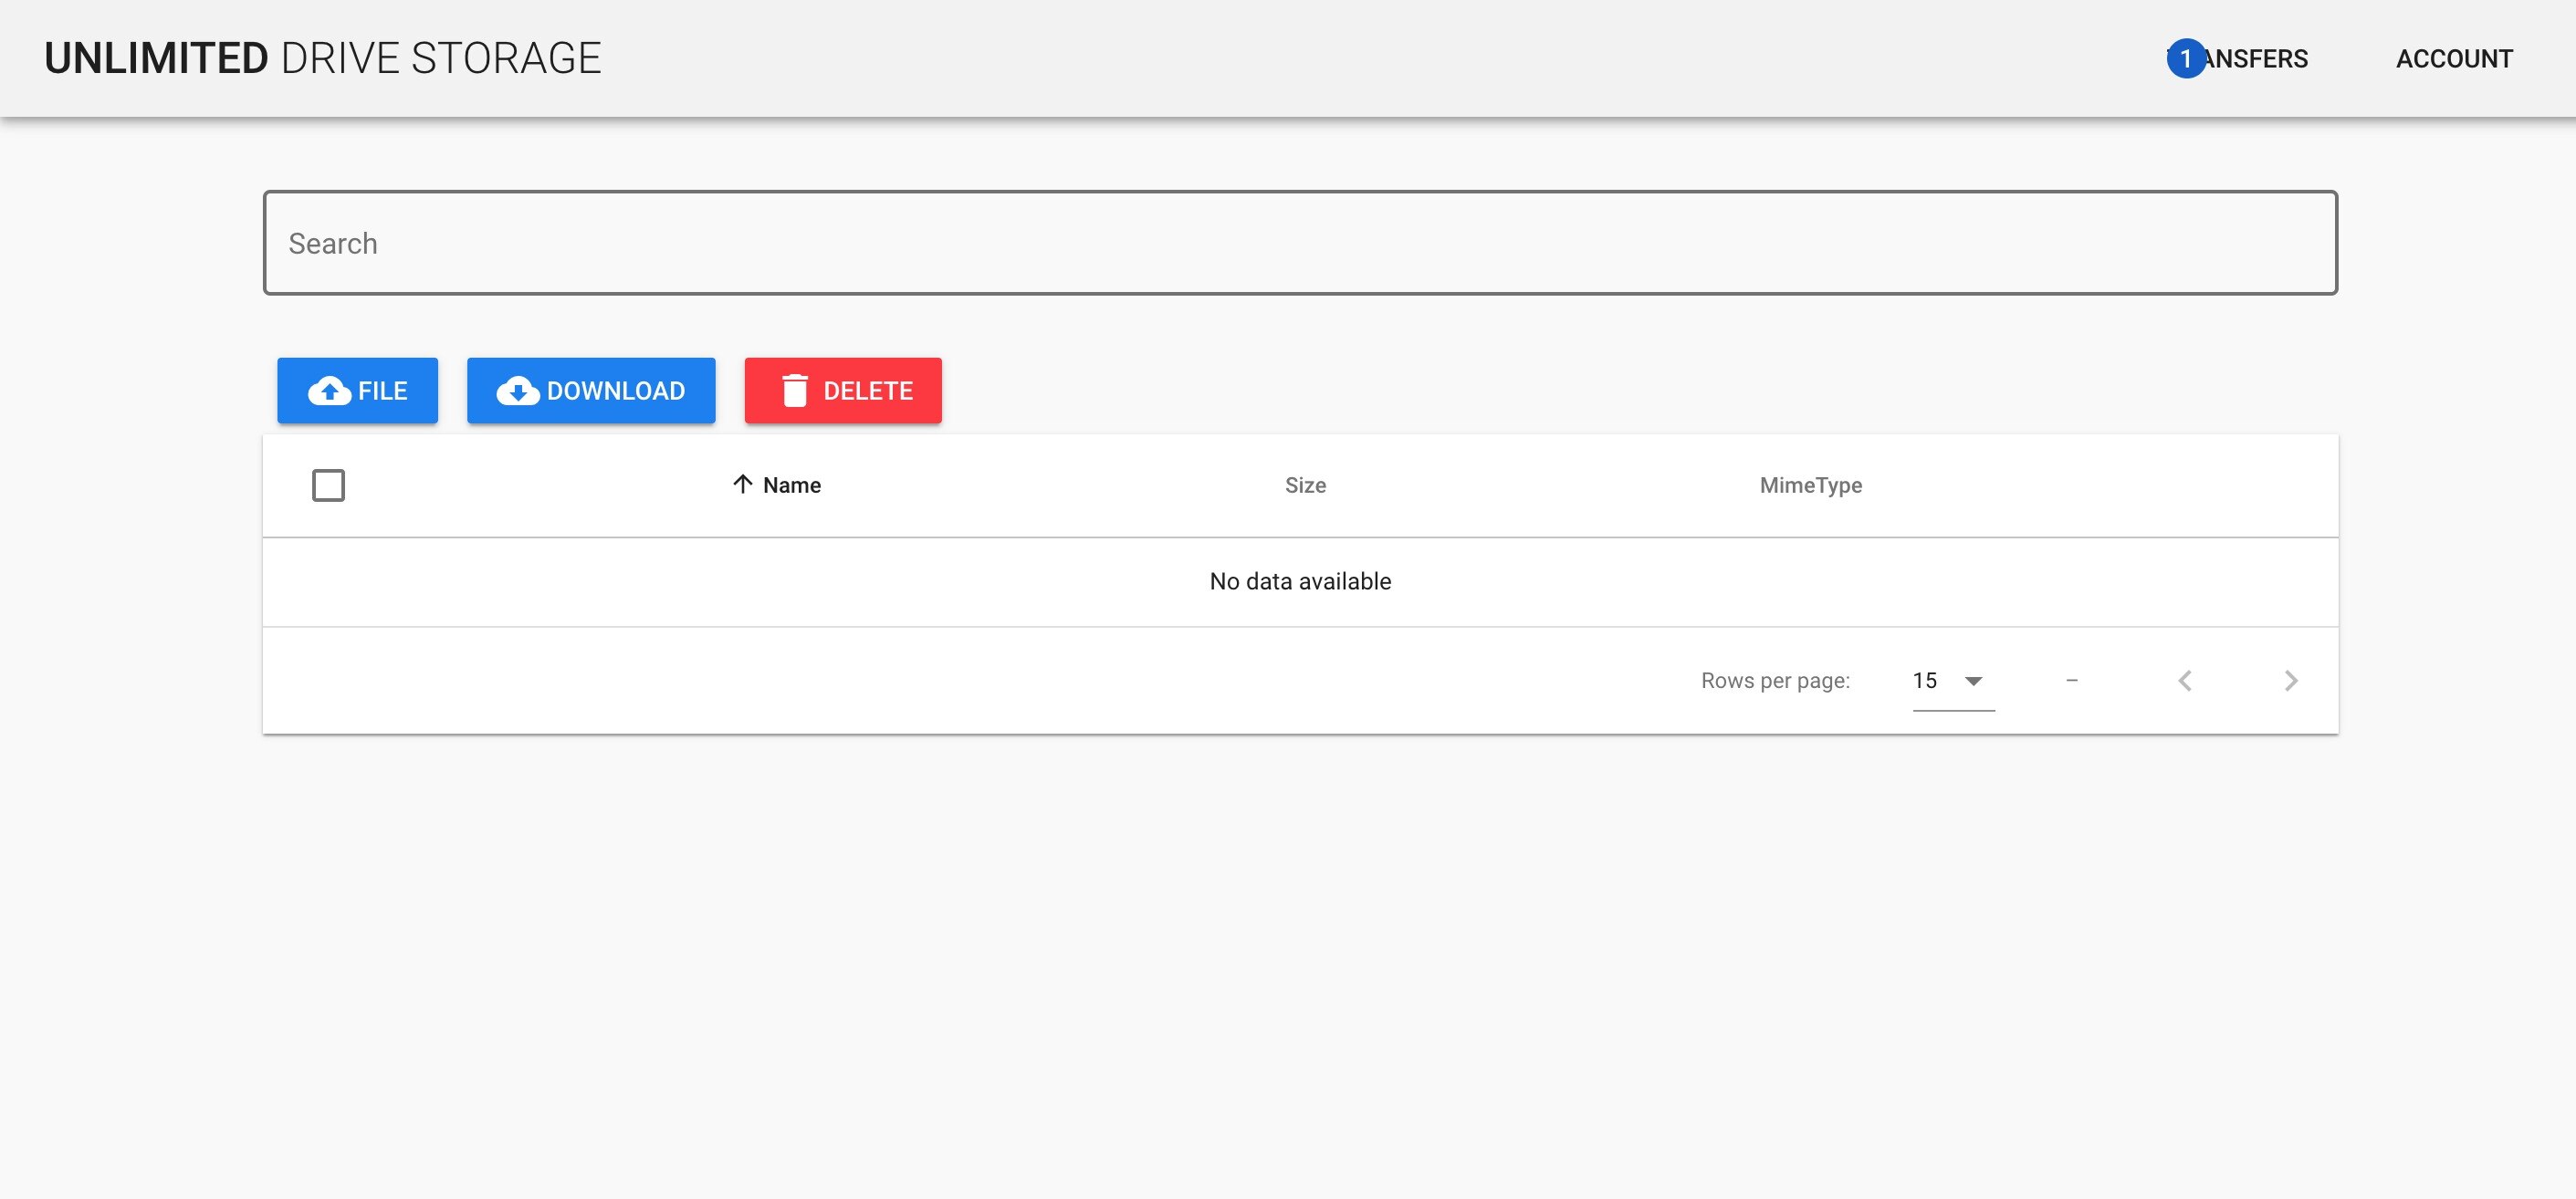 UNLIMITED DRIVE STORAGE
1 ANSFERS ACCOUNT
Search
FILE DOWNLOAD DELETE
Name Size MimeType
No data available
Rows per page: 15 –